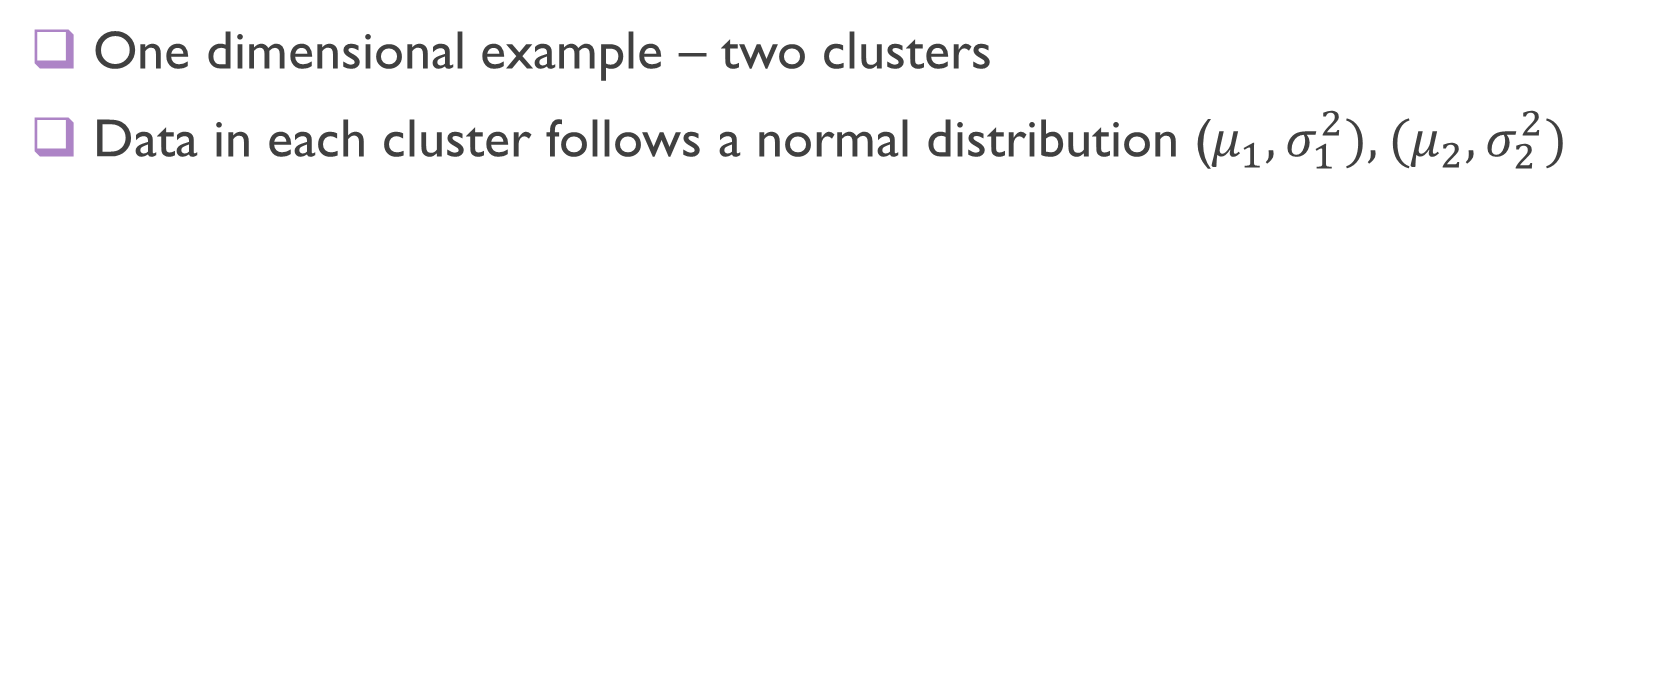 One dimensional example – two clusters
Data in each cluster follows a normal distribution (μ₁, σ₁²), (μ₂, σ₂²)